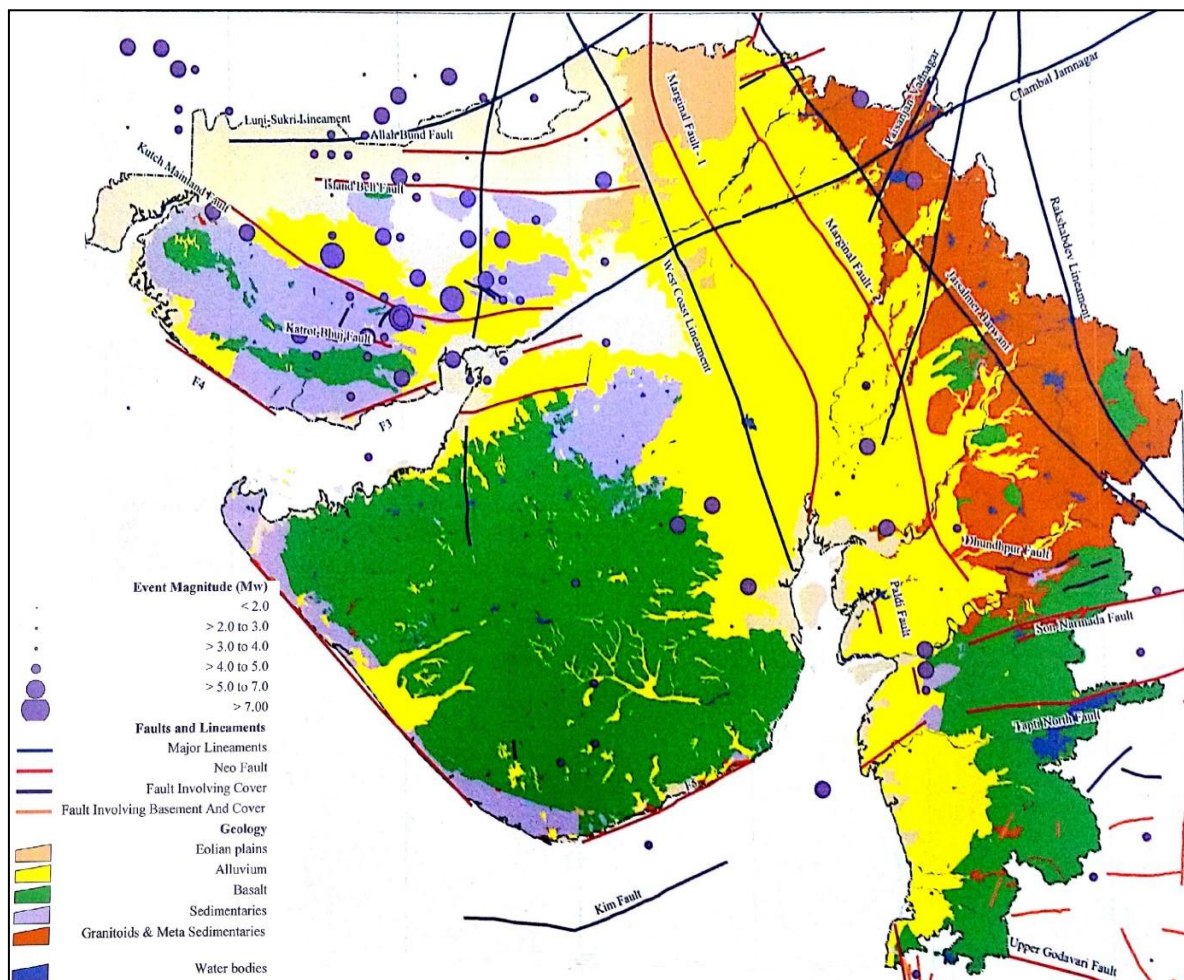 Luni-Sukri Lineament
Allah Bund Fault
Kutch Mainland Fault
Island Belt Fault
Katrot-Bhuj Fault
F4
F3
Marginal Fault - I
Marginal Fault -
West Coast Lineament
Chambal Jamnagar
Rakshabdev Lineament
Jaisalmer Barwani
Dhundhpur Fault
Paldi Fault
Son Narmada Fault
Tapti North Fault
F5
Kim Fault
Upper Godavari Fault
Event Magnitude (Mw)
< 2.0
> 2.0 to 3.0
> 3.0 to 4.0
> 4.0 to 5.0
> 5.0 to 7.0
> 7.00
Faults and Lineaments
Major Lineaments
Neo Fault
Fault Involving Cover
Fault Involving Basement And Cover
Geology
Eolian plains
Alluvium
Basalt
Sedimentaries
Granitoids & Meta Sedimentaries
Water bodies